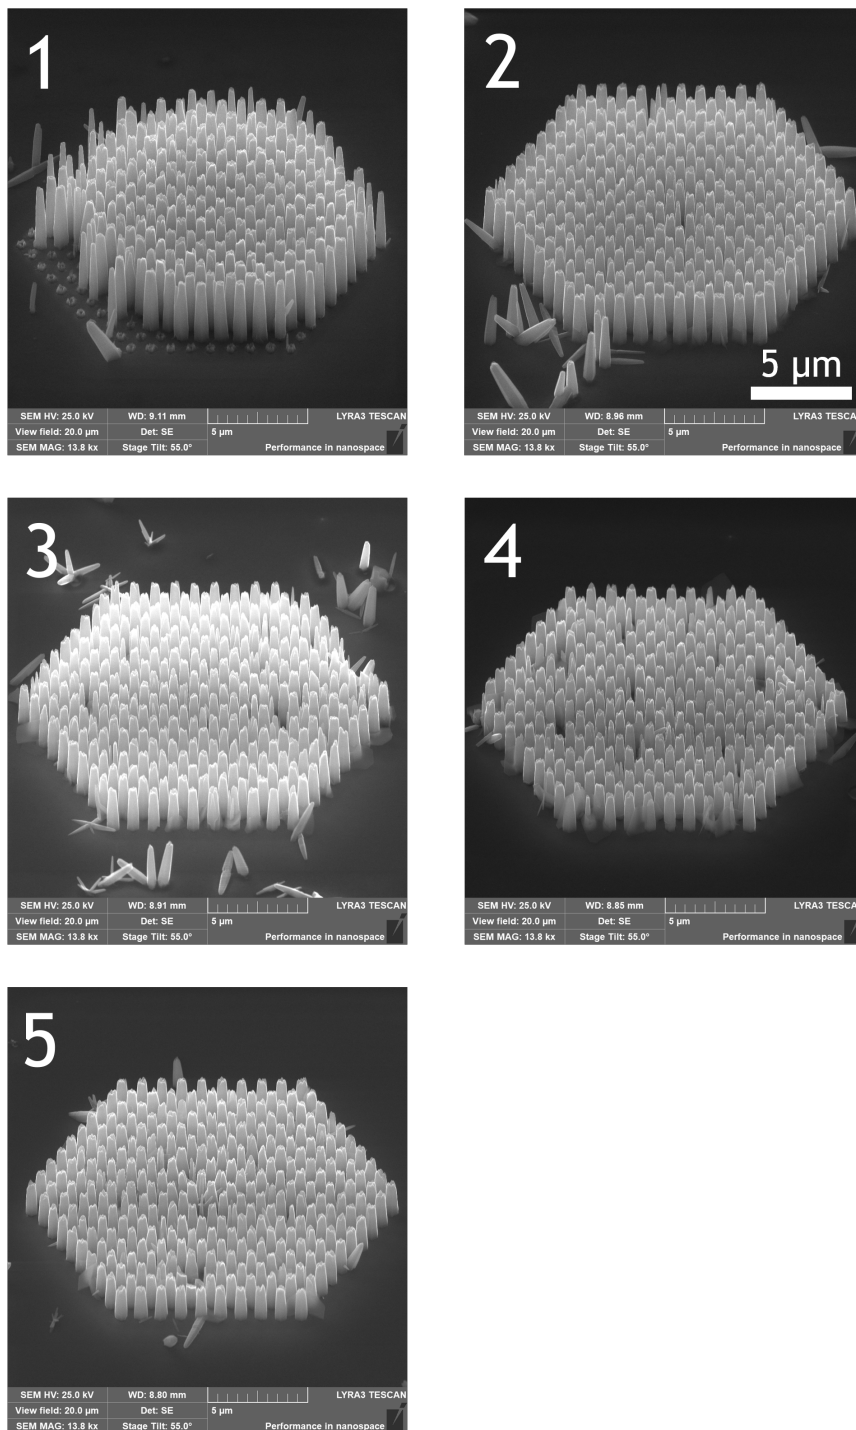 1
SEM HV: 25.0 kV WD: 9.11 mm LYRA3 TESCAN
View field: 20.0 µm Det: SE 5 µm
SEM MAG: 13.8 kx Stage Tilt: 55.0° Performance in nanospace
2
5 µm
SEM HV: 25.0 kV WD: 8.96 mm LYRA3 TESCA
View field: 20.0 µm Det: SE 5 µm
SEM MAG: 13.8 kx Stage Tilt: 55.0° Performance in nanospace
3
SEM HV: 25.0 kV WD: 8.91 mm LYRA3 TESCAN
View field: 20.0 µm Det: SE 5 µm
SEM MAG: 13.8 kx Stage Tilt: 55.0° Performance in nanospace
4
SEM HV: 25.0 kV WD: 8.85 mm LYRA3 TESCA
View field: 20.0 µm Det: SE 5 µm
SEM MAG: 13.8 kx Stage Tilt: 55.0° Performance in nanospace
5
SEM HV: 25.0 kV WD: 8.80 mm LYRA3 TESCAN
View field: 20.0 µm Det: SE 5 µm
SEM MAG: 13.8 kx Stage Tilt: 55.0° Performance in nanospace